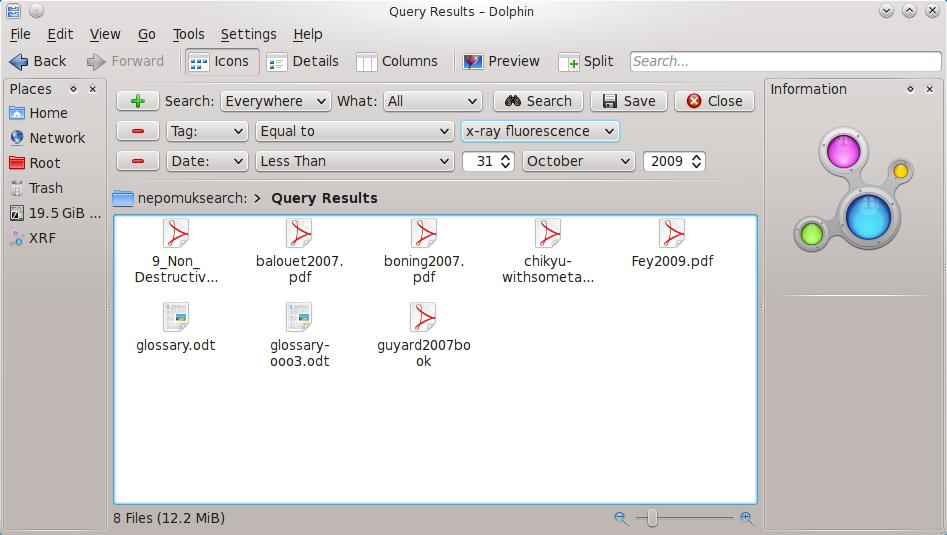 Query Results – Dolphin
File Edit View Go Tools Settings Help
Back Forward Icons Details Columns Preview Split Search...
Places
Home
Network
Root
Trash
19.5 GiB ...
XRF
Search: Everywhere What: All Search Save Close
Tag: Equal to x-ray fluorescence
Date: Less Than 31 October 2009
nepomuksearch: > Query Results
9_Non_
Destructiv...
balouet2007.
pdf
boning2007.
pdf
chikyu-
withsometa...
Fey2009.pdf
glossary.odt
glossary-
ooo3.odt
guyard2007bo
ok
8 Files (12.2 MiB)
Information